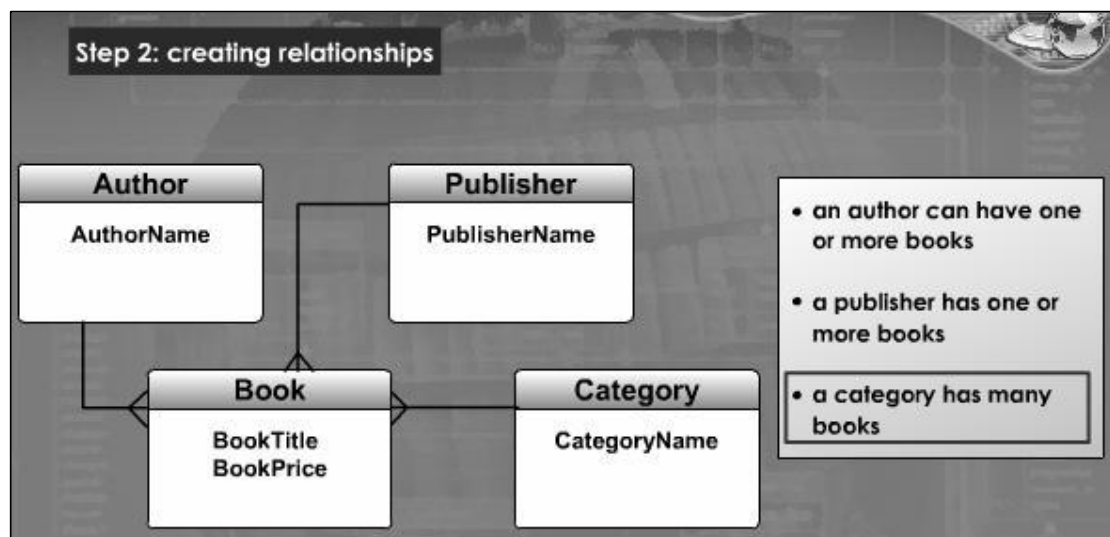 Step 2: creating relationships
Author
AuthorName
Publisher
PublisherName
Book
BookTitle
BookPrice
Category
CategoryName
• an author can have one
or more books
• a publisher has one or
more books
• a category has many
books